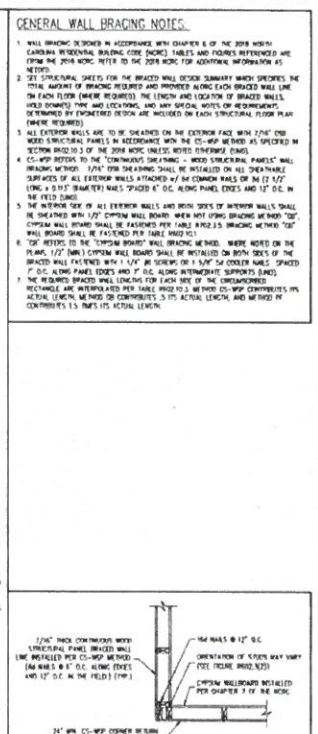 GENERAL WALL BRACING NOTES:
1. WALL BRACING DESIGNED IN ACCORDANCE WITH CHAPTER 6 OF THE 2018 NORTH
CAROLINA RESIDENTIAL BUILDING CODE (NCRC). TABLES AND FIGURES REFERENCED ARE
FROM THE 2018 NCRC. REFER TO THE 2018 NCRC FOR ADDITIONAL INFORMATION AS
NEEDED.
2. SEE STRUCTURAL SHEETS FOR THE BRACED WALL DESIGN SUMMARY WHICH SPECIFIES THE
TOTAL AMOUNT OF BRACING REQUIRED AND PROVIDED ALONG EACH BRACED WALL LINE
ON EACH FLOOR (WHERE REQUIRED). THE LENGTH AND LOCATION OF BRACED WALLS,
HOLD DOWN(S) TYPE AND LOCATIONS, AND ANY SPECIAL NOTES OR REQUIREMENTS
DETERMINED BY ENGINEERED DESIGN ARE INCLUDED ON EACH STRUCTURAL FLOOR PLAN
(WHERE REQUIRED).
3. ALL EXTERIOR WALLS ARE TO BE SHEATHED ON THE EXTERIOR FACE WITH 7/16" OSB
WOOD STRUCTURAL PANELS IN ACCORDANCE WITH THE CS-WSP METHOD AS SPECIFIED IN
SECTION R602.10.3 OF THE 2018 NCRC UNLESS NOTED OTHERWISE (UNO).
4. CS-WSP REFERS TO THE "CONTINUOUS SHEATHING - WOOD STRUCTURAL PANELS" WALL
BRACING METHOD. 7/16" OSB SHEATHING SHALL BE INSTALLED ON ALL SHEATHABLE
SURFACES OF ALL EXTERIOR WALLS ATTACHED w/ 6d COMMON NAILS OR 8d (2 1/2"
LONG x 0.113" DIAMETER) NAILS SPACED 6" O.C. ALONG PANEL EDGES AND 12" O.C. IN
THE FIELD (UNO).
5. THE INTERIOR SIDE OF ALL EXTERIOR WALLS AND BOTH SIDES OF INTERIOR WALLS SHALL
BE SHEATHED WITH 1/2" GYPSUM WALL BOARD. WHEN NOT USING BRACING METHOD "GB",
GYPSUM SHALL BE FASTENED PER TABLE R702.3.5. BRACING METHOD "GB"
WALL BOARD SHALL BE FASTENED PER TABLE R602.10.1.
6. "GB" REFERS TO THE "GYPSUM BOARD" WALL BRACING METHOD. WHERE NOTED ON THE
PLANS, 1/2" (MIN.) GYPSUM WALL BOARD SHALL BE INSTALLED ON BOTH SIDES OF THE
BRACED WALL FASTENED WITH 1 1/4" SCREWS OR 1 5/8" 5d COOLER NAILS SPACED
7" O.C. ALONG PANEL EDGES AND 7" O.C. ALONG INTERMEDIATE SUPPORTS (UNO).
7. THE REQUIRED BRACED WALL LENGTHS FOR EACH SIDE OF THE CIRCUMSCRIBED
RECTANGLE ARE INTERPOLATED PER TABLE R602.10.3. METHOD CS-WSP CONTRIBUTES ITS
ACTUAL LENGTH, METHOD GB CONTRIBUTES .5 ITS ACTUAL LENGTH, AND METHOD PF
CONTRIBUTES 1.5 TIMES ITS ACTUAL LENGTH.
7/16" THICK CONTINUOUS WOOD
STRUCTURAL PANEL BRACED WALL
LINE INSTALLED PER CS-WSP METHOD
(8d NAILS @ 6" O.C. ALONG EDGES
AND 12" O.C. IN THE FIELD) (TYP.)
16d NAILS @ 12" O.C.
ORIENTATION OF STUDS MAY VARY
(SEE FIGURE R602.3(2))
GYPSUM WALLBOARD INSTALLED
PER CHAPTER 7 OF THE NCRC
24" MIN. CS-WSP CORNER RETURN